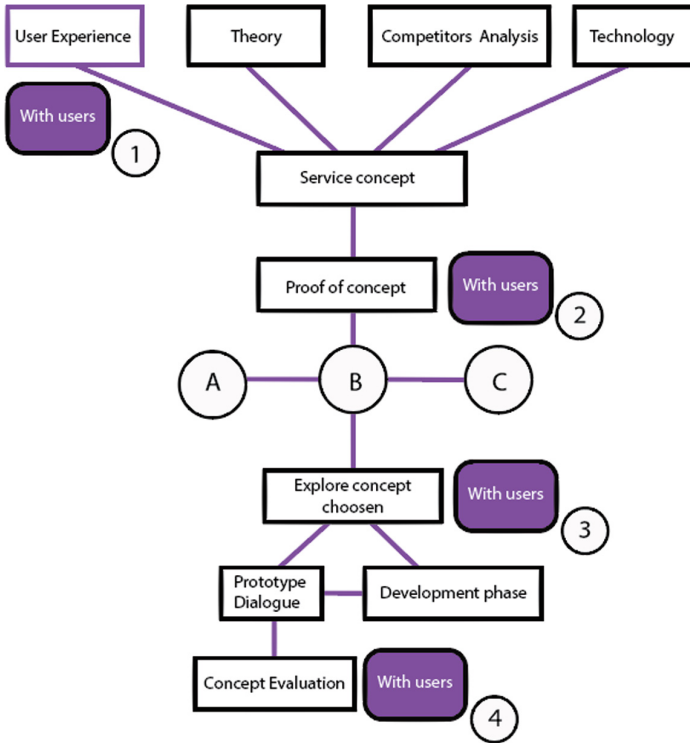 User Experience
Theory
Competitors Analysis
Technology
With users
1
Service concept
Proof of concept
With users
2
A
B
C
Explore concept
choosen
With users
3
Prototype
Dialogue
Development phase
Concept Evaluation
With users
4